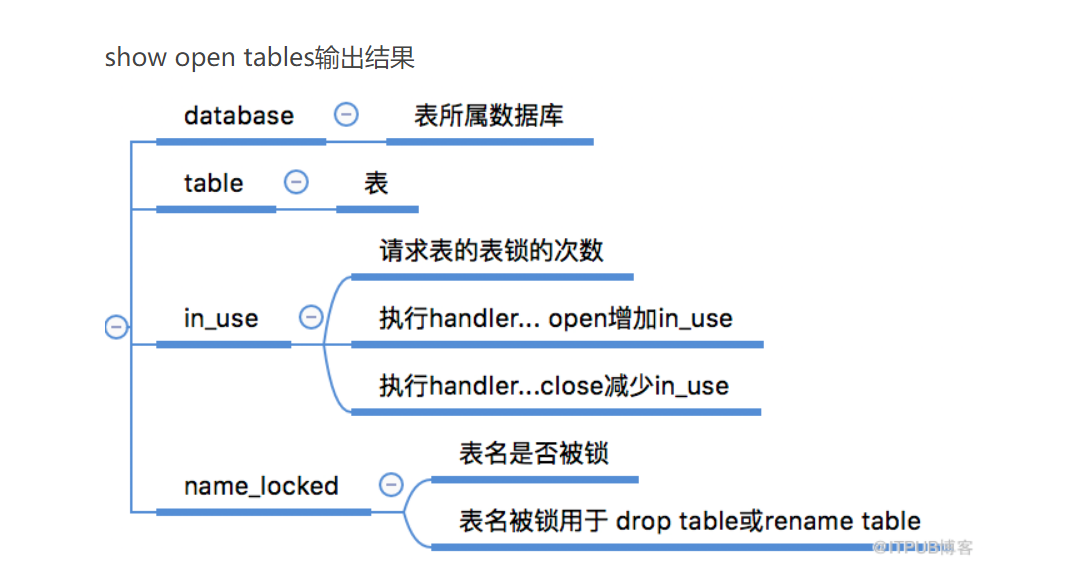 show open tables输出结果
database
表所属数据库
table
表
请求表的表锁的次数
in_use
执行handler... open增加in_use
执行handler...close减少in_use
表名是否被锁
name_locked
表名被锁用于 drop table或rename table
@ITPUB博客